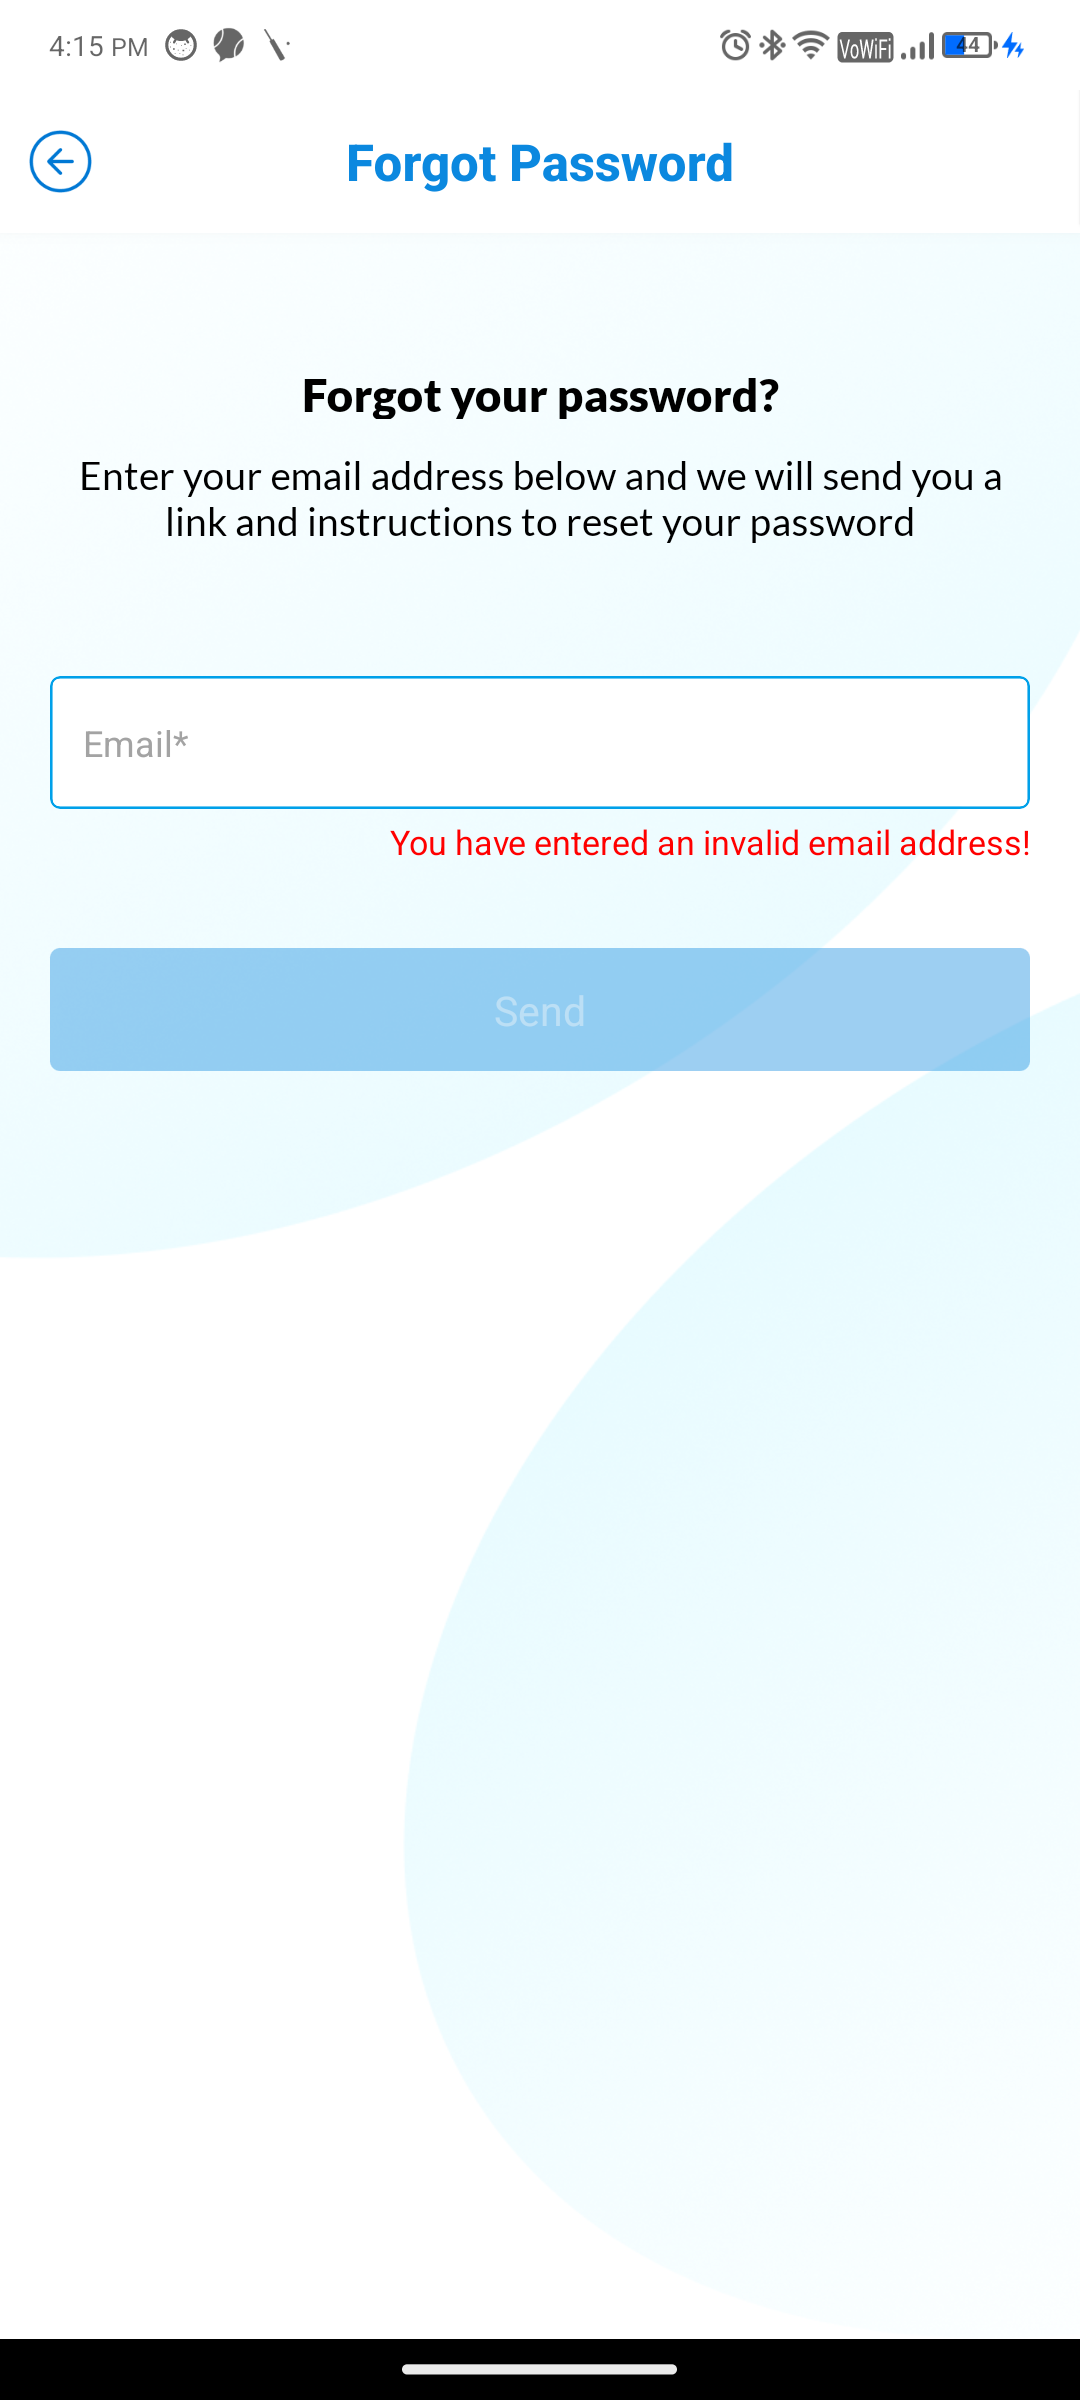 4:15 PM
VoWiFi
44
Forgot Password
Forgot your password?
Enter your email address below and we will send you a
link and instructions to reset your password
Email*
You have entered an invalid email address!
Send